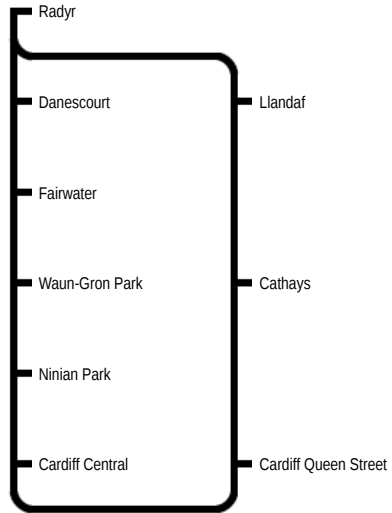 Radyr
Danescourt
Llandaf
Fairwater
Waun-Gron Park
Cathays
Ninian Park
Cardiff Central
Cardiff Queen Street